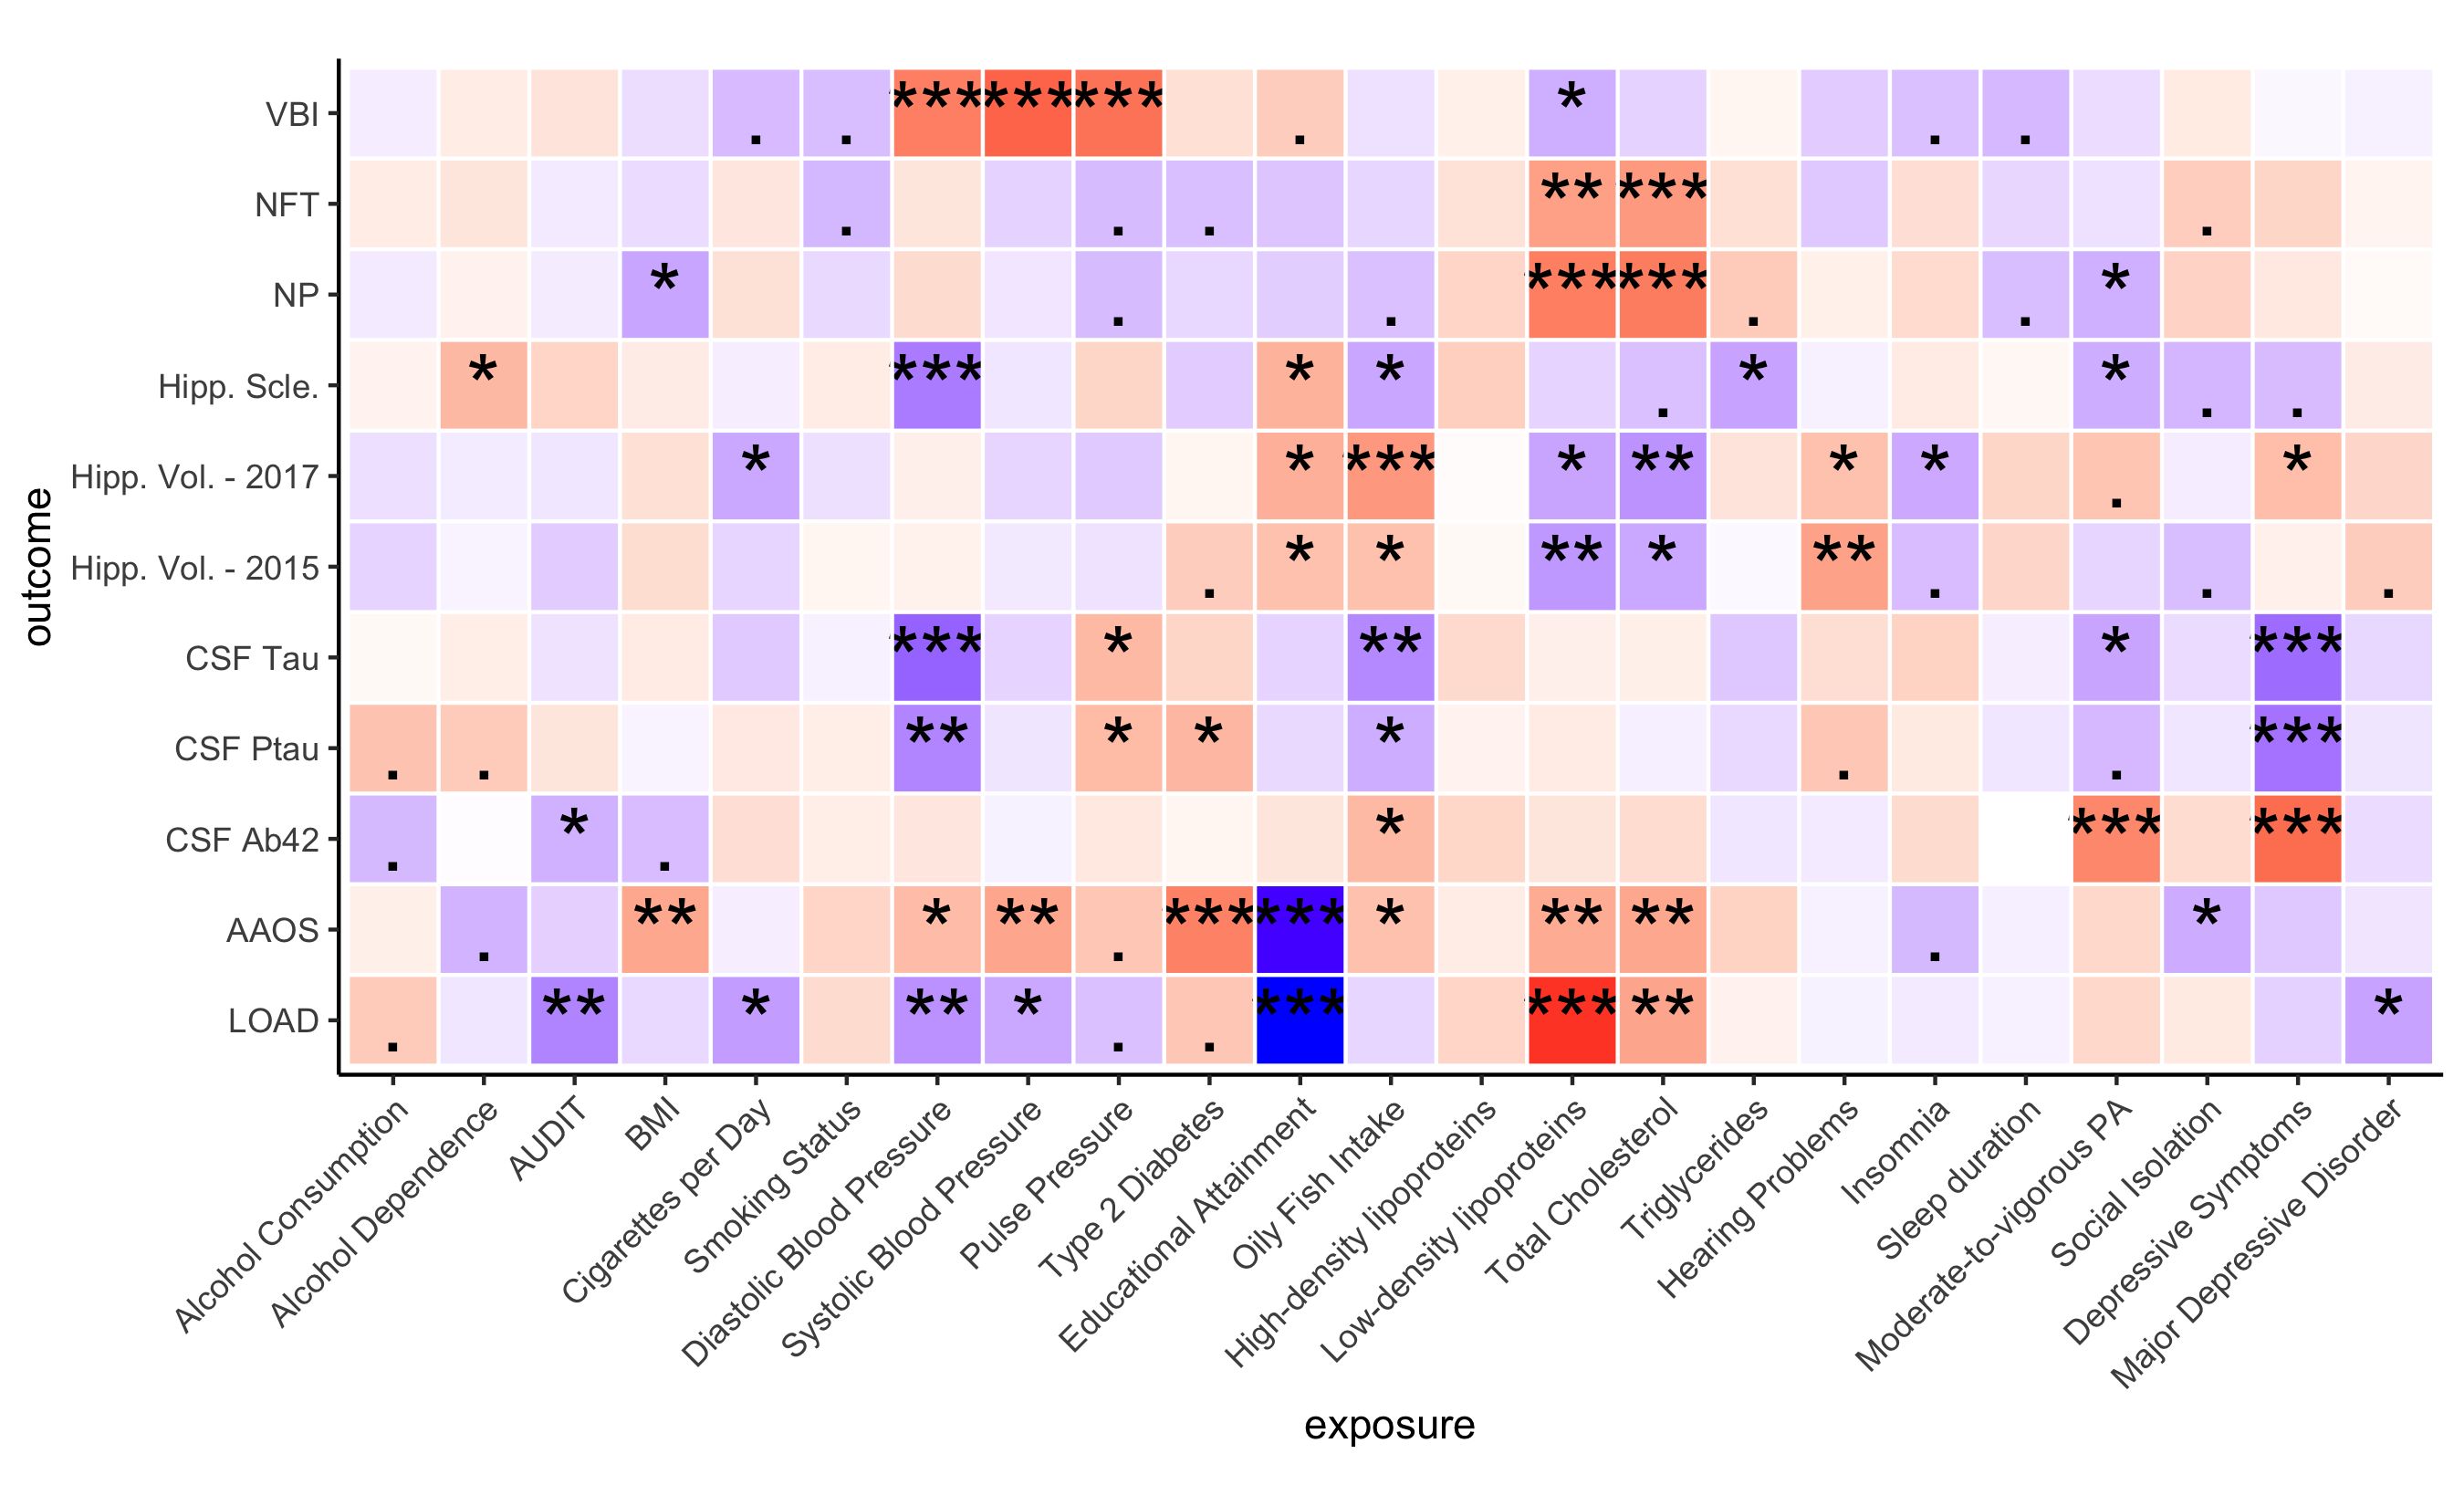 VBI *** *** *** *
. . . . .
NFT ** ***
. . . .
NP * *** *** *
. . . .
Hipp. Scle. * *** * * * *
. . .
Hipp. Vol. - 2017 * * *** * ** * * *
.
Hipp. Vol. - 2015 * * ** * **
. . . .
CSF Tau *** * ** * ***
CSF Ptau ** * * * ***
. . . .
CSF Ab42 * * *** ***
. .
AAOS ** * ** *** *** * ** ** *
. . .
LOAD ** * ** * *** *** ** *
. . .
outcome
Alcohol Consumption
Alcohol Dependence
AUDIT
BMI
Cigarettes per Day
Smoking Status
Diastolic Blood Pressure
Systolic Blood Pressure
Pulse Pressure
Type 2 Diabetes
Educational Attainment
Oily Fish Intake
High-density lipoproteins
Low-density lipoproteins
Total Cholesterol
Triglycerides
Hearing Problems
Insomnia
Sleep duration
Moderate-to-vigorous PA
Social Isolation
Depressive Symptoms
Major Depressive Disorder
exposure